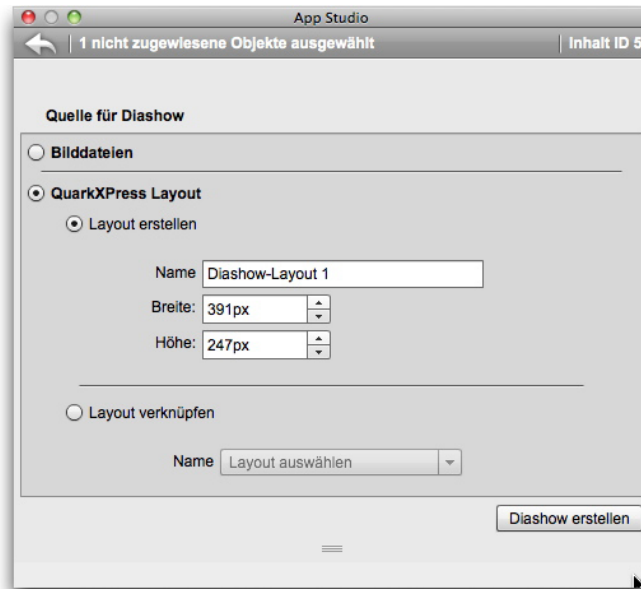 App Studio
1 nicht zugewiesene Objekte ausgewählt Inhalt ID 5
Quelle für Diashow
Bilddateien
QuarkXPress Layout
Layout erstellen
Name Diashow-Layout 1
Breite: 391px
Höhe: 247px
Layout verknüpfen
Name Layout auswählen
Diashow erstellen